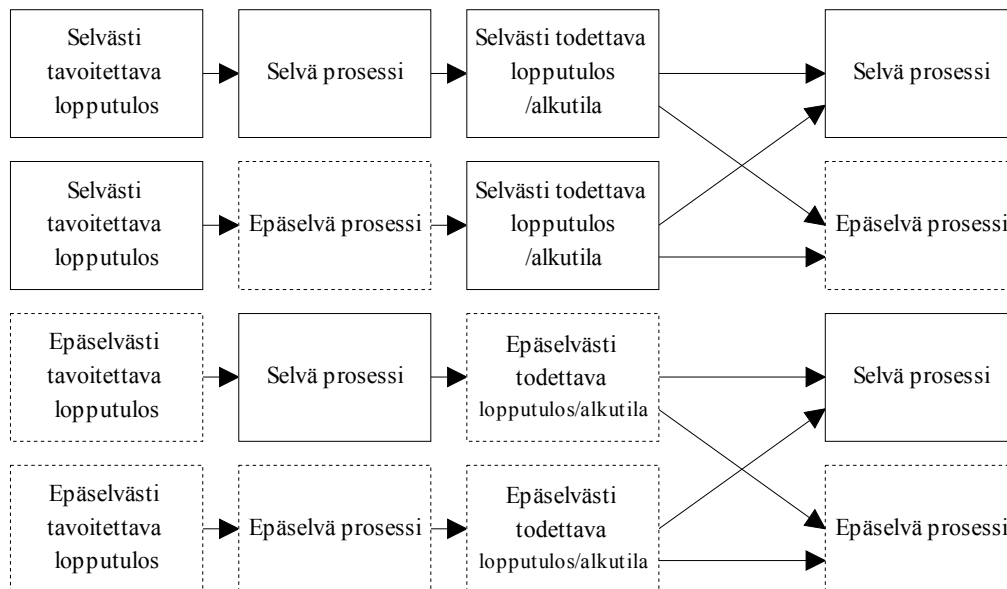 Selvästi
tavoitettava
lopputulos
Selvä prosessi
Selvästi todettava
lopputulos
/alkutila
Selvä prosessi
Selvästi
tavoitettava
lopputulos
Epäselvä prosessi
Selvästi todettava
lopputulos
/alkutila
Epäselvä prosessi
Epäselvästi
tavoitettava
lopputulos
Selvä prosessi
Epäselvästi
todettava
lopputulos/alkutila
Selvä prosessi
Epäselvästi
tavoitettava
lopputulos
Epäselvä prosessi
Epäselvästi
todettava
lopputulos/alkutila
Epäselvä prosessi